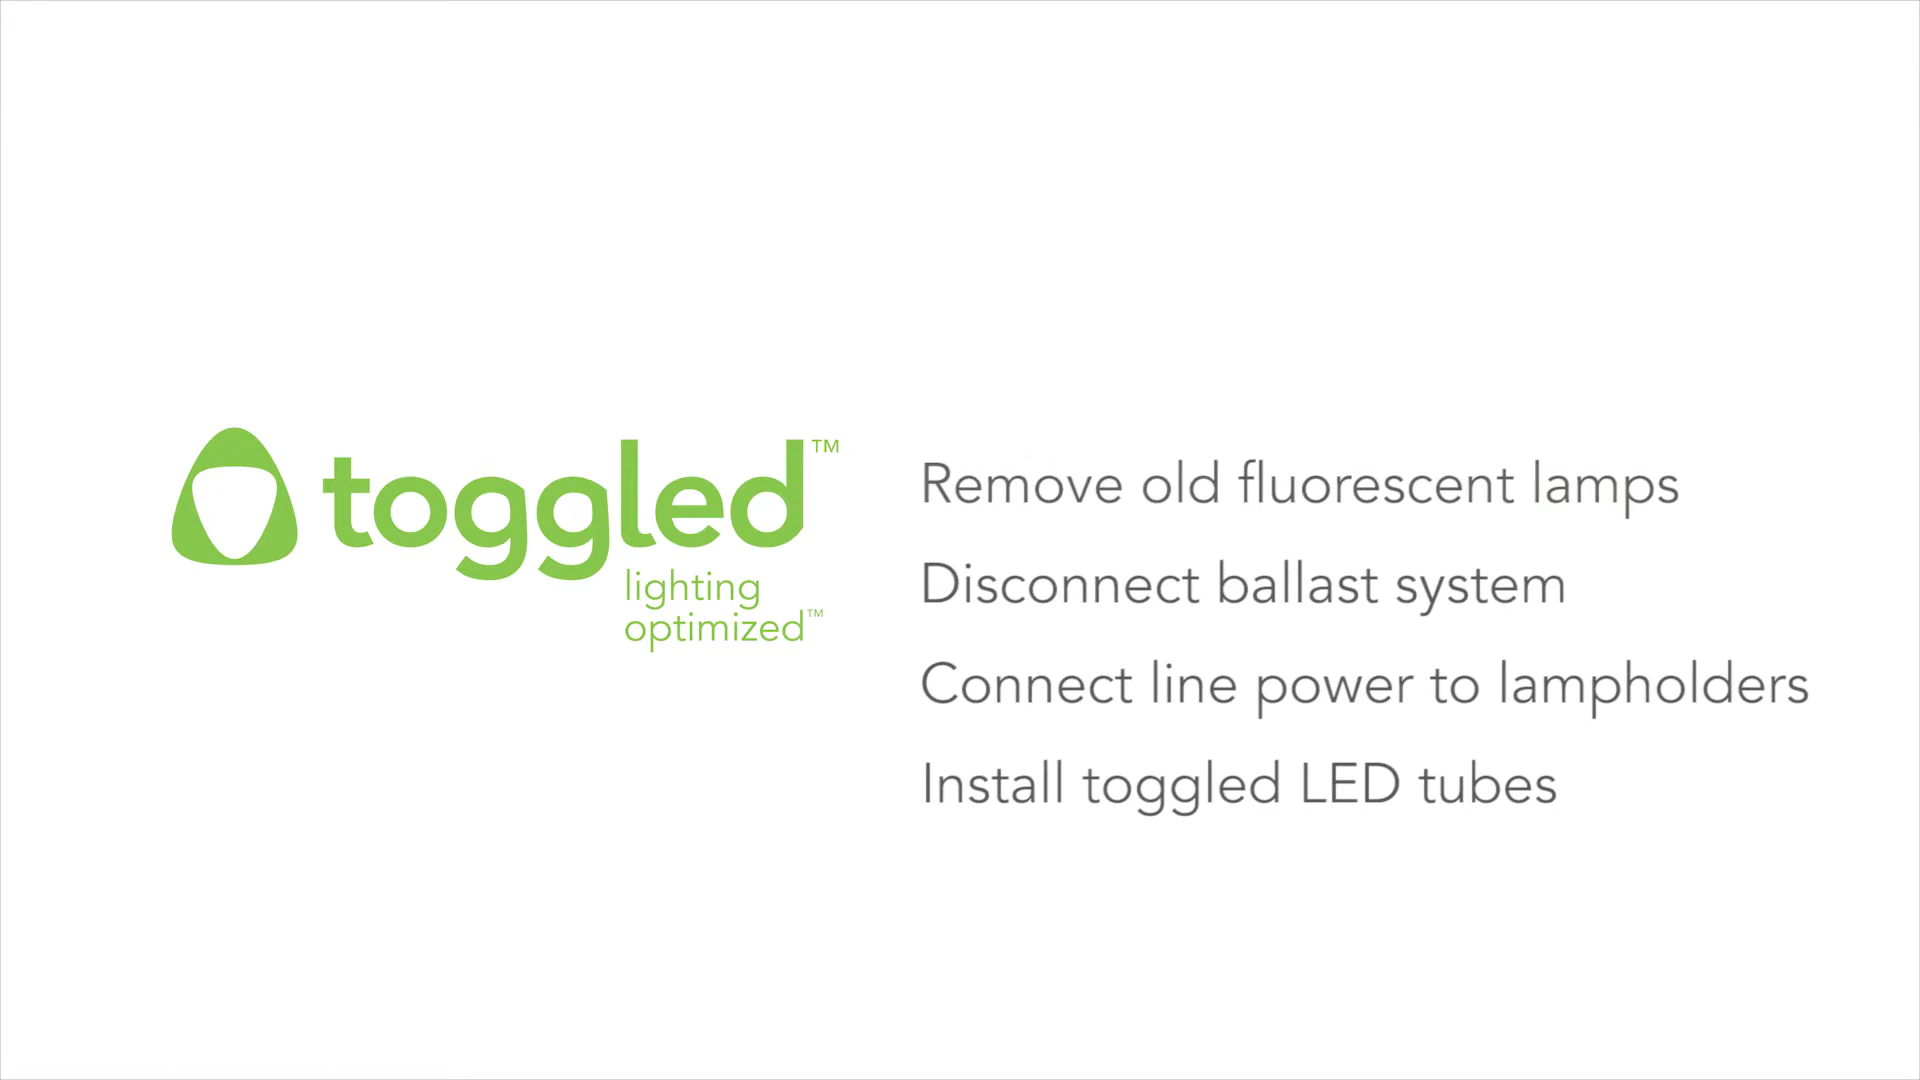 toggled™
lighting
optimized™
Remove old fluorescent lamps
Disconnect ballast system
Connect line power to lampholders
Install toggled LED tubes